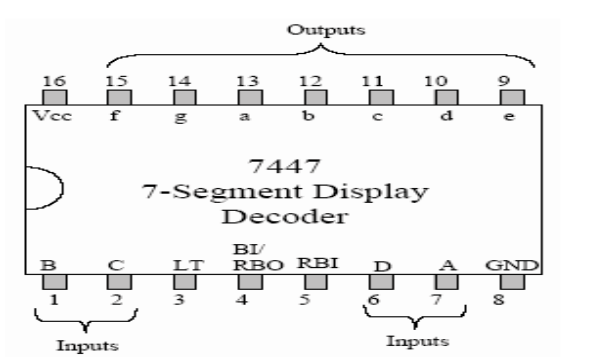 Outputs
16 15 14 13 12 11 10 9
Vcc f g a b c d e
7447
7-Segment Display
Decoder
BI/
B C LT RBO RBI D A GND
1 2 3 4 5 6 7 8
Inputs Inputs